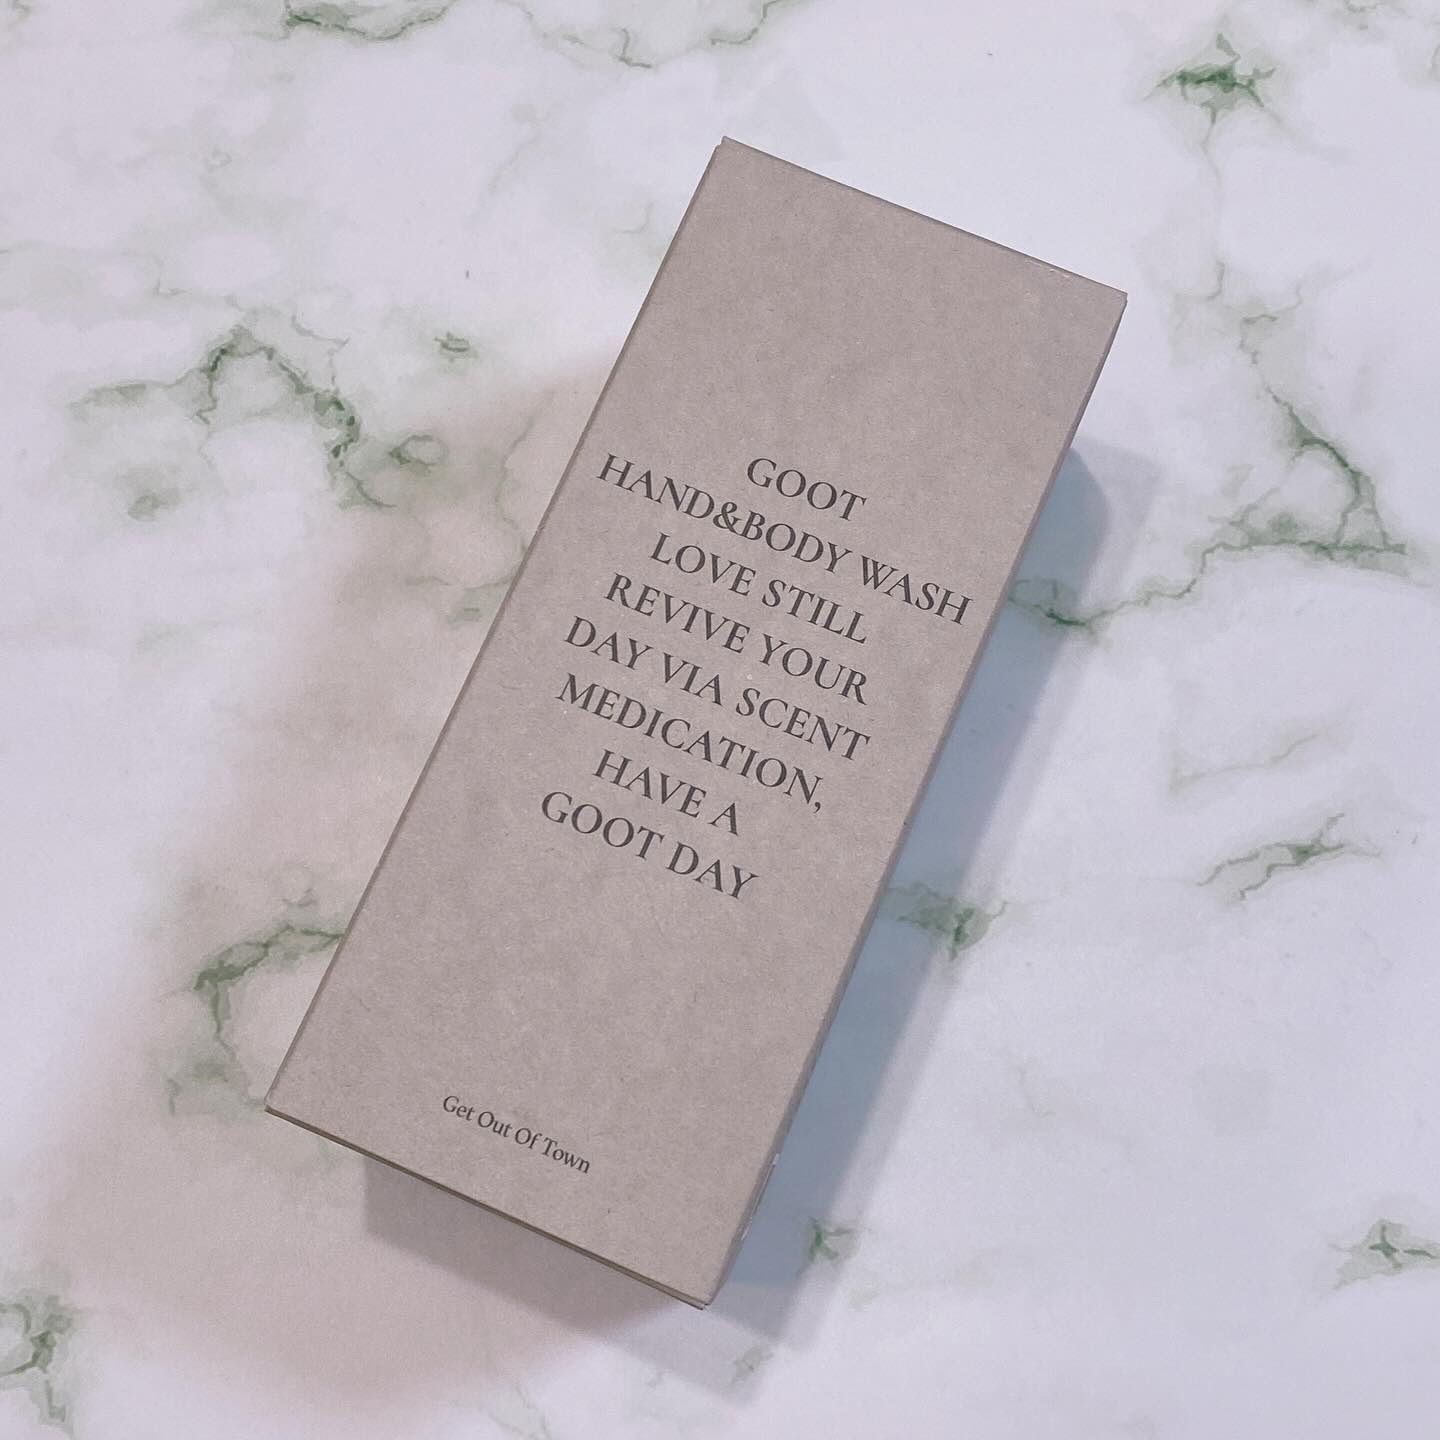 GOOT
HAND&BODY WASH
LOVE STILL
REVIVE YOUR
DAY VIA SCENT
MEDICATION,
HAVE A
GOOT DAY
Get Out Of Town